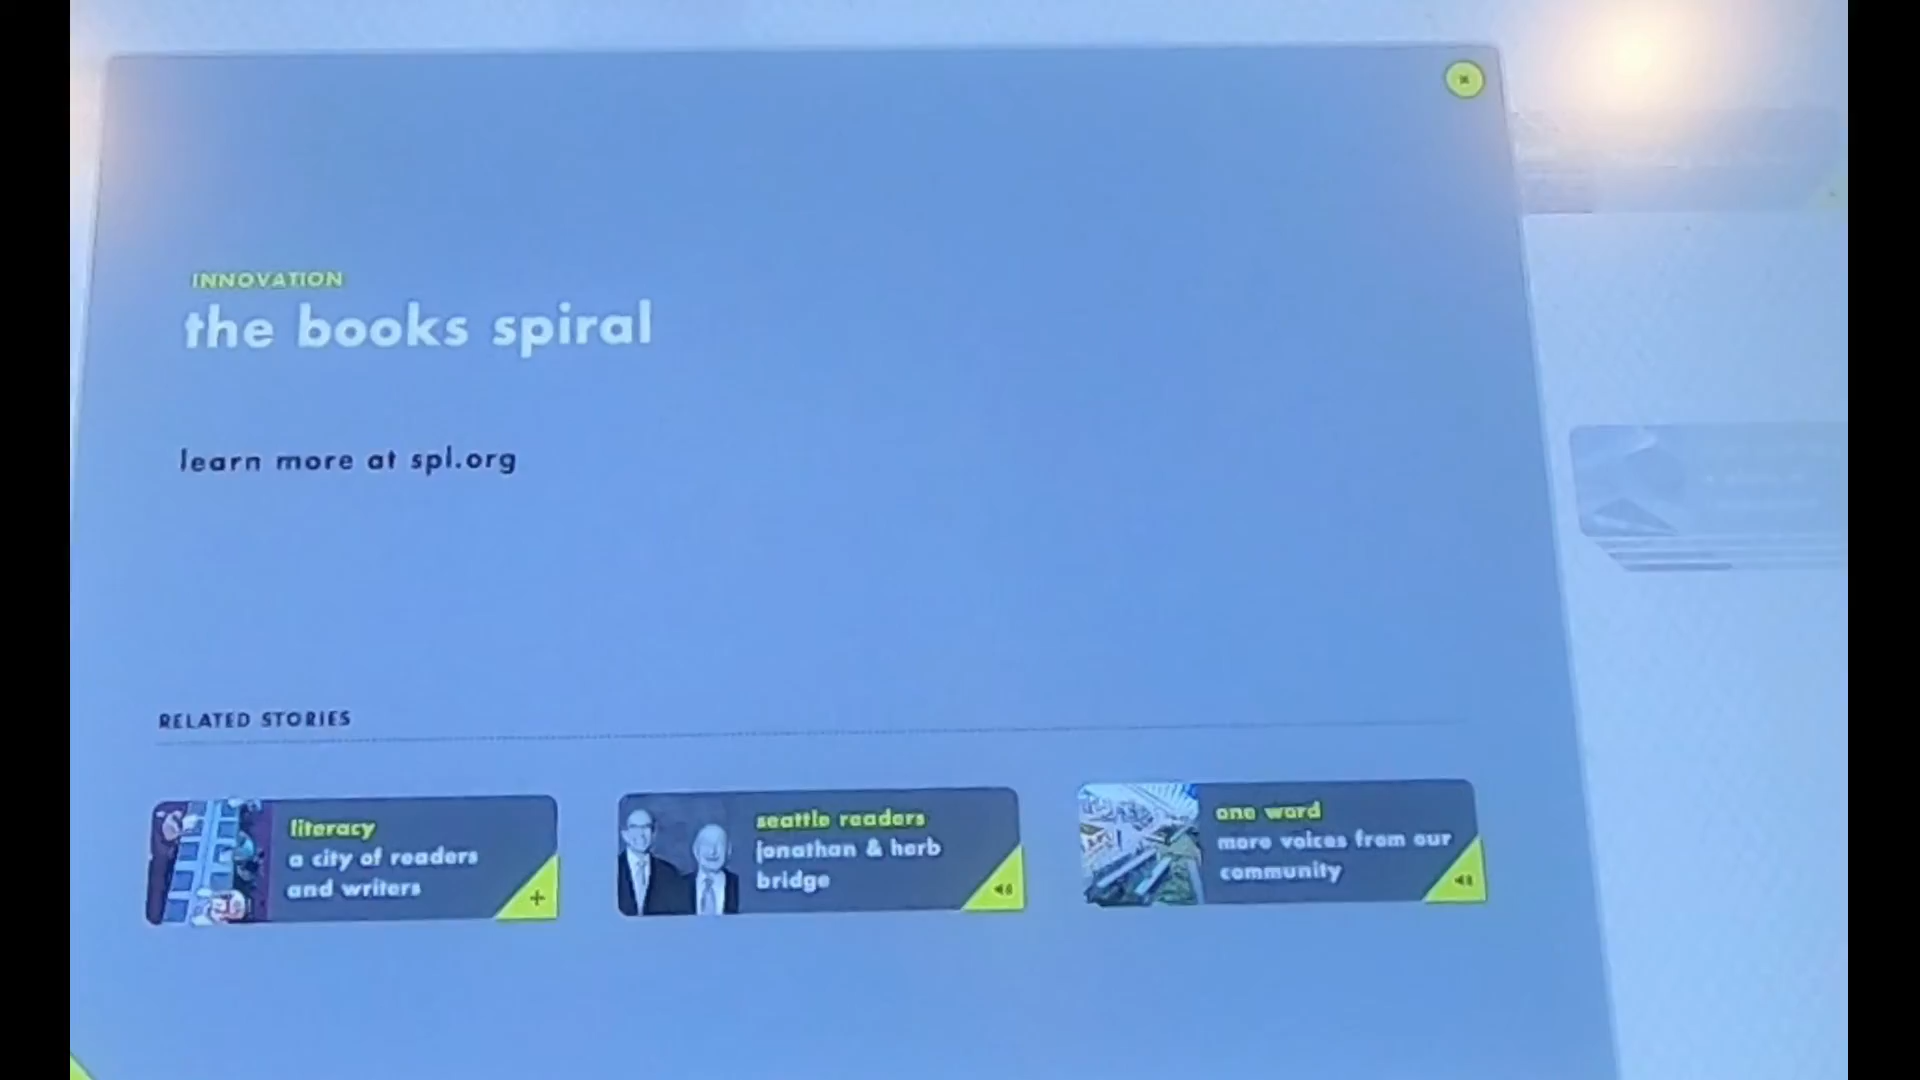 INNOVATION
the books spiral
learn more at spl.org
RELATED STORIES
literacy
a city of readers
and writers
seattle readers
jonathan & herb
bridge
one word
more voices from our
community